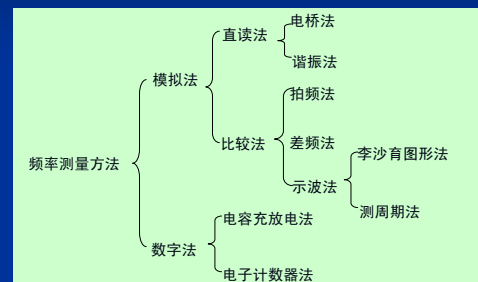 频率测量方法
模拟法
直读法
电桥法
谐振法
比较法
拍频法
差频法
示波法
李沙育图形法
测周期法
数字法
电容充放电法
电子计数器法